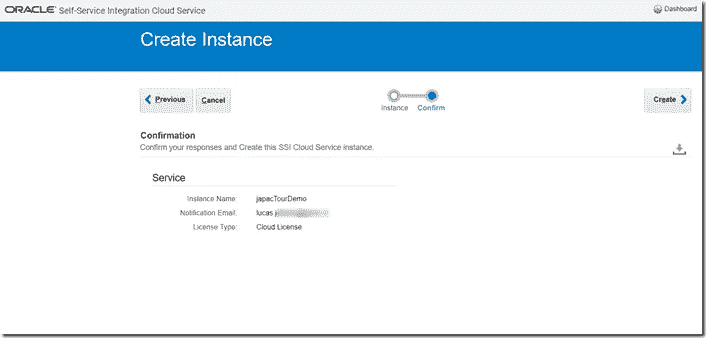 ORACLE Self-Service Integration Cloud Service Dashboard
Create Instance
Previous Cancel Instance Confirm Create
Confirmation
Confirm your responses and Create this SSI Cloud Service instance.
Service
Instance Name: japacTourDemo
Notification Email: lucas
License Type: Cloud License